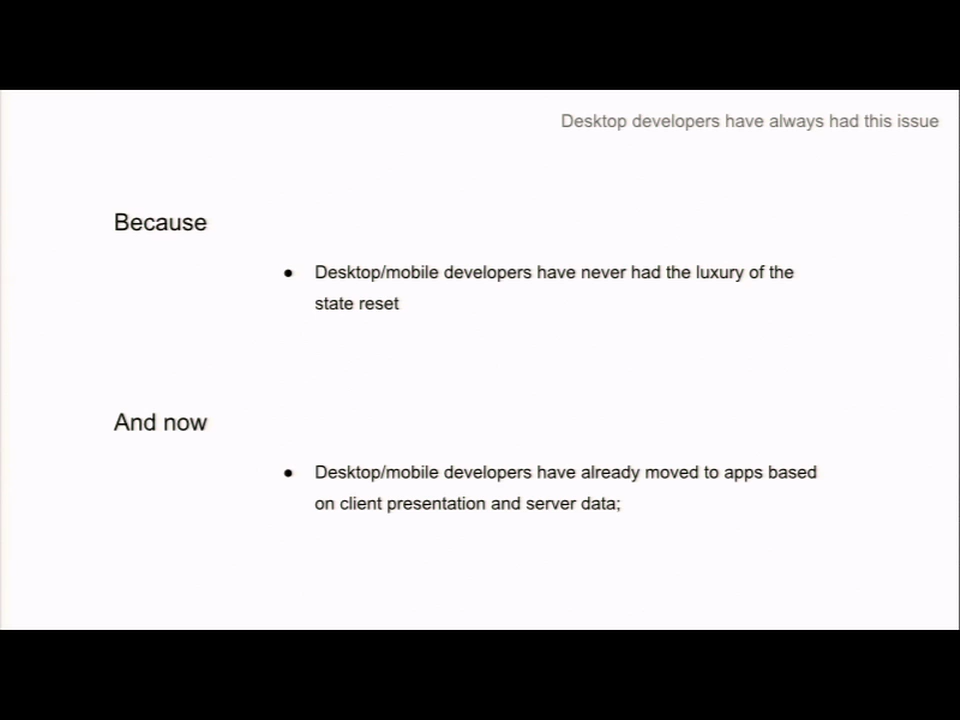 Desktop developers have always had this issue
Because
● Desktop/mobile developers have never had the luxury of the
state reset
And now
● Desktop/mobile developers have already moved to apps based
on client presentation and server data;